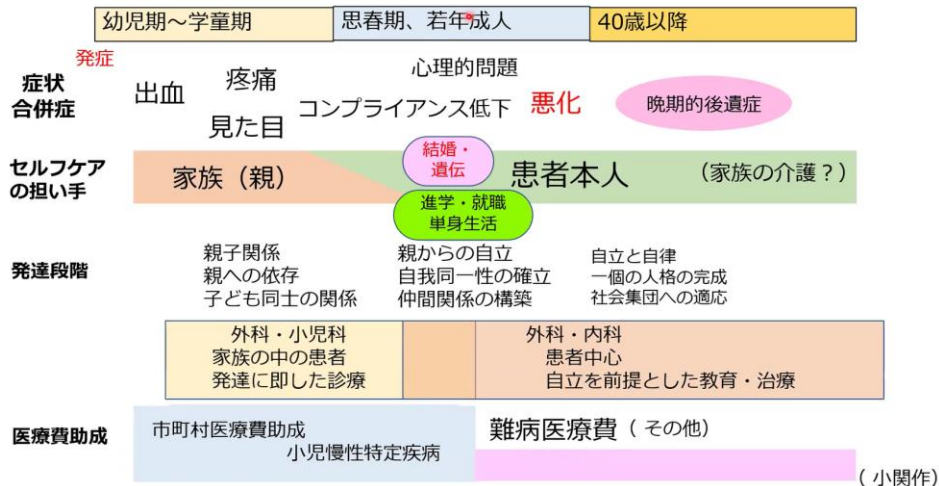 幼児期～学童期
思春期、若年成人
40歳以降
症状
合併症
発症
出血
疼痛
見た目
心理的問題
コンプライアンス低下
悪化
晩期的後遺症
セルフケア
の担い手
家族（親）
結婚・
遺伝
進学・就職
単身生活
患者本人
（家族の介護？）
発達段階
親子関係
親への依存
子ども同士の関係
親からの自立
自我同一性の確立
仲間関係の構築
自立と自律
一個の人格の完成
社会集団への適応
外科・小児科
家族の中の患者
発達に即した診療
外科・内科
患者中心
自立を前提とした教育・治療
医療費助成
市町村医療費助成
小児慢性特定疾病
難病医療費（その他）
（小関作）